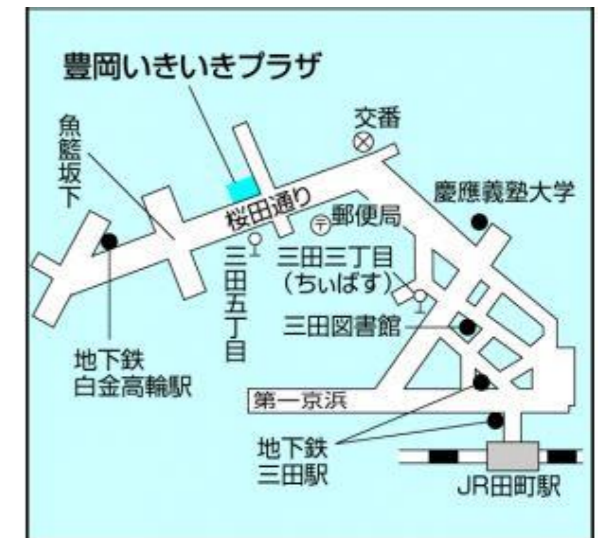 豊岡いきいきプラザ
魚籃坂下
交番
慶應義塾大学
桜田通り
〒郵便局
三田三丁目
(ちぃばす)
三田五丁目
三田図書館
地下鉄
白金高輪駅
第一京浜
地下鉄
三田駅
JR田町駅